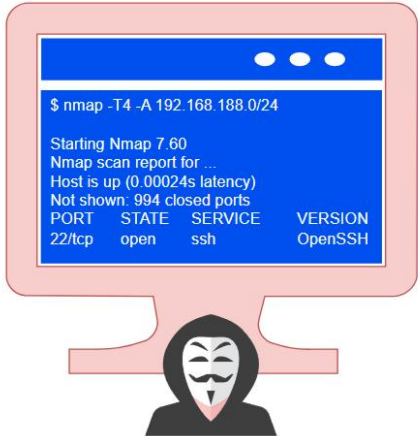 $ nmap -T4 -A 192.168.188.0/24
Starting Nmap 7.60
Nmap scan report for ...
Host is up (0.00024s latency)
Not shown: 994 closed ports
PORT STATE SERVICE VERSION
22/tcp open ssh OpenSSH